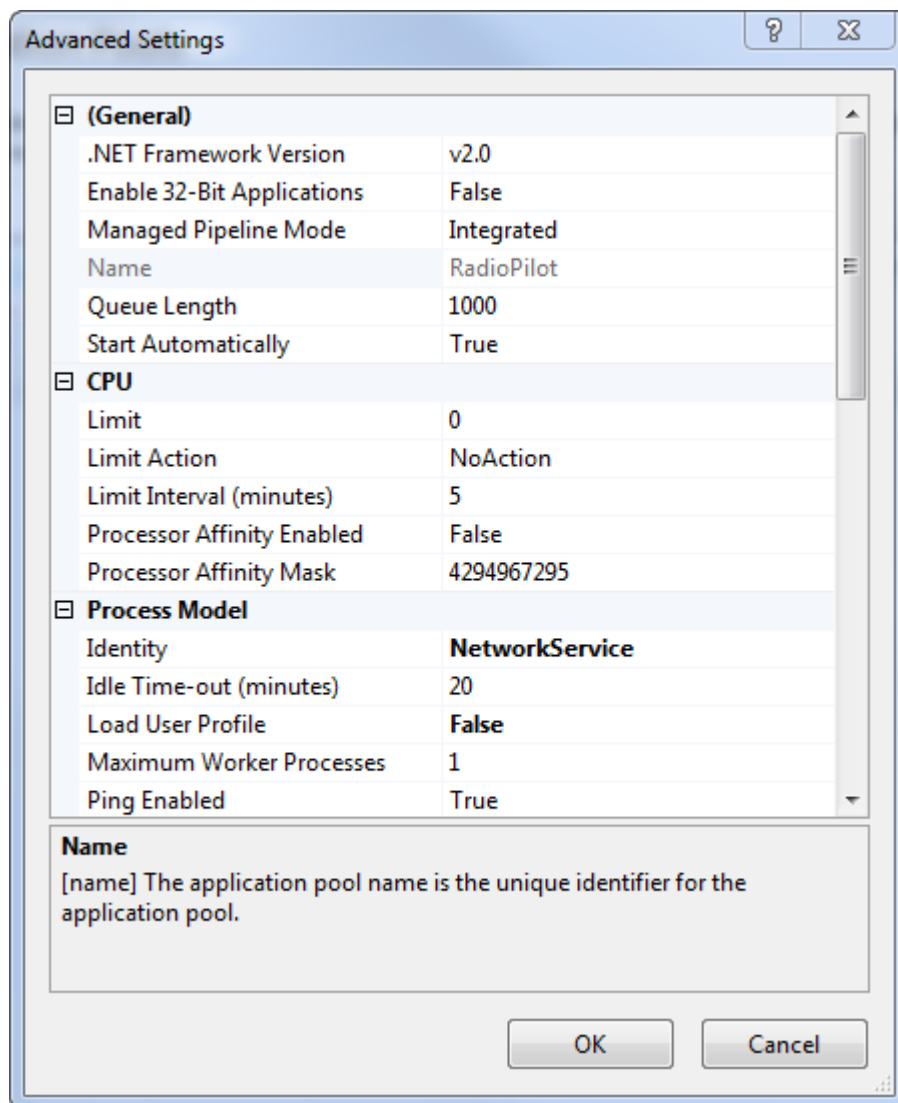 Advanced Settings
(General)
.NET Framework Version v2.0
Enable 32-Bit Applications False
Managed Pipeline Mode Integrated
Name RadioPilot
Queue Length 1000
Start Automatically True
CPU
Limit 0
Limit Action NoAction
Limit Interval (minutes) 5
Processor Affinity Enabled False
Processor Affinity Mask 4294967295
Process Model
Identity NetworkService
Idle Time-out (minutes) 20
Load User Profile False
Maximum Worker Processes 1
Ping Enabled True
Name
[name] The application pool name is the unique identifier for the
application pool.
OK Cancel